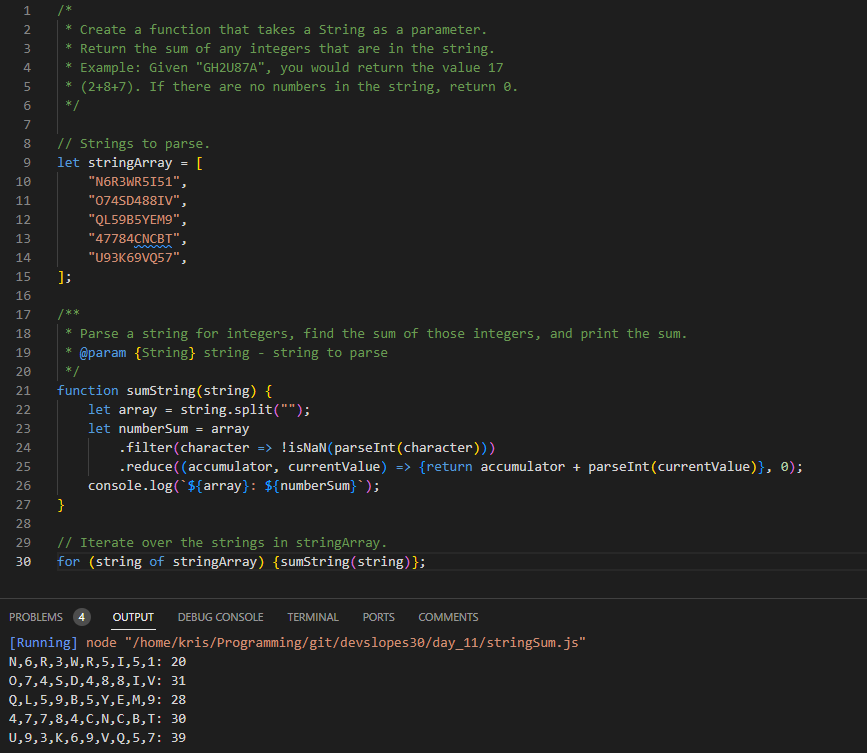 1 /*
2  * Create a function that takes a String as a parameter.
3  * Return the sum of any integers that are in the string.
4  * Example: Given "GH2U87A", you would return the value 17
5  * (2+8+7). If there are no numbers in the string, return 0.
6  */
7
8 // Strings to parse.
9 let stringArray = [
10     "N6R3WR5I51",
11     "O74SD488IV",
12     "QL59B5YEM9",
13     "47784CNCBT",
14     "U93K69VQ57",
15 ];
16
17 /**
18  * Parse a string for integers, find the sum of those integers, and print the sum.
19  * @param {String} string - string to parse
20  */
21 function sumString(string) {
22     let array = string.split("");
23     let numberSum = array
24         .filter(character => !isNaN(parseInt(character)))
25         .reduce((accumulator, currentValue) => {return accumulator + parseInt(currentValue)}, 0);
26     console.log(`${array}: ${numberSum}`);
27 }
28
29 // Iterate over the strings in stringArray.
30 for (string of stringArray) {sumString(string)};
PROBLEMS 4 OUTPUT DEBUG CONSOLE TERMINAL PORTS COMMENTS
[Running] node "/home/kris/Programming/git/devslopes30/day_11/stringSum.js"
N,6,R,3,W,R,5,I,5,1: 20
O,7,4,S,D,4,8,8,I,V: 31
Q,L,5,9,B,5,Y,E,M,9: 28
4,7,7,8,4,C,N,C,B,T: 30
U,9,3,K,6,9,V,Q,5,7: 39